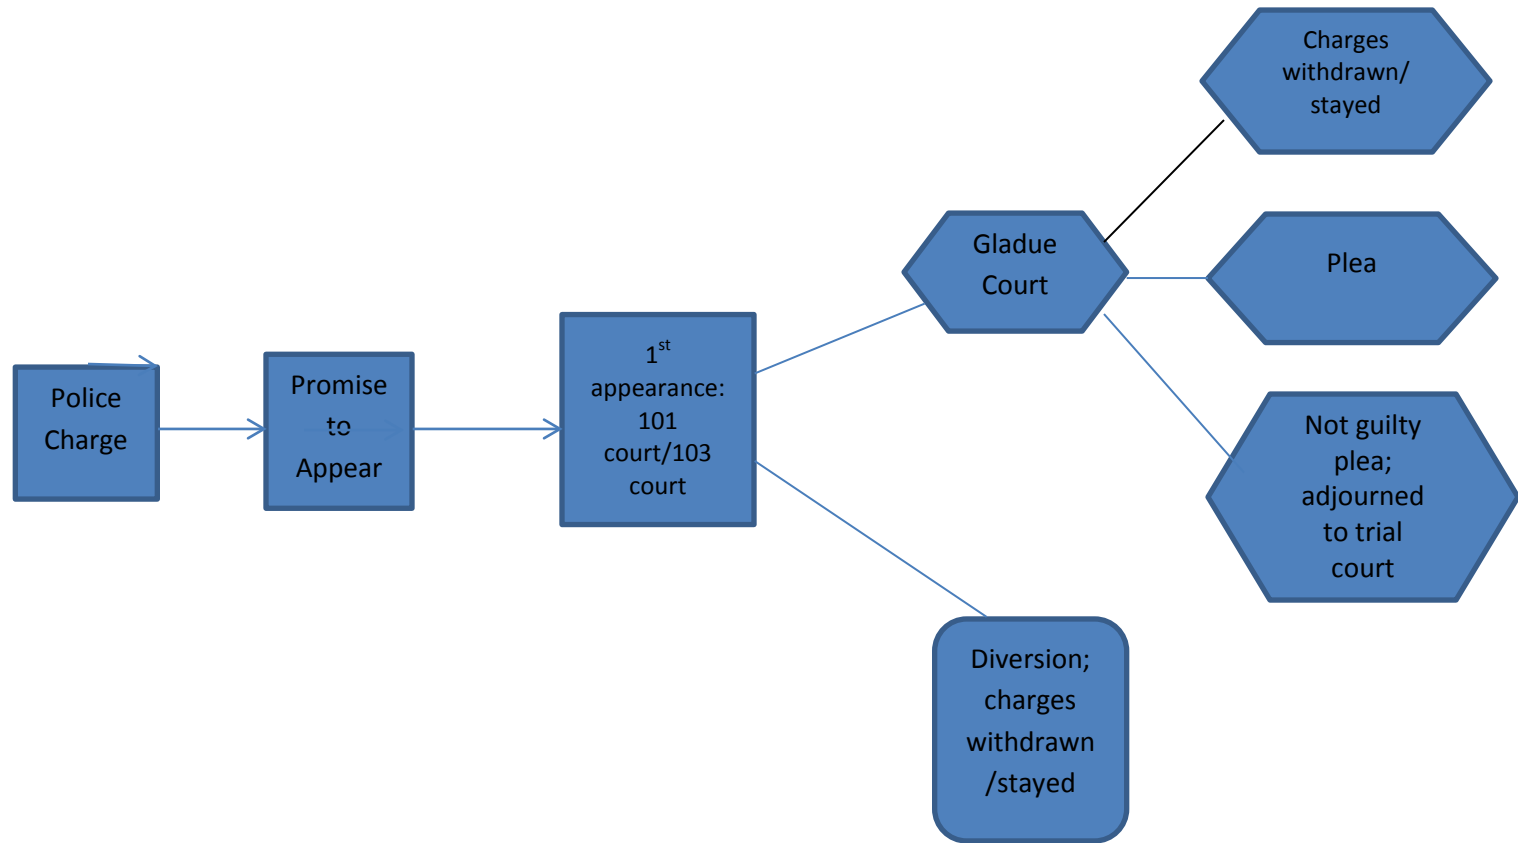 Police
Charge
Promise
to
Appear
1st
appearance:
101
court/103
court
Gladue
Court
Diversion;
charges
withdrawn
/stayed
Charges
withdrawn/
stayed
Plea
Not guilty
plea;
adjourned
to trial
court